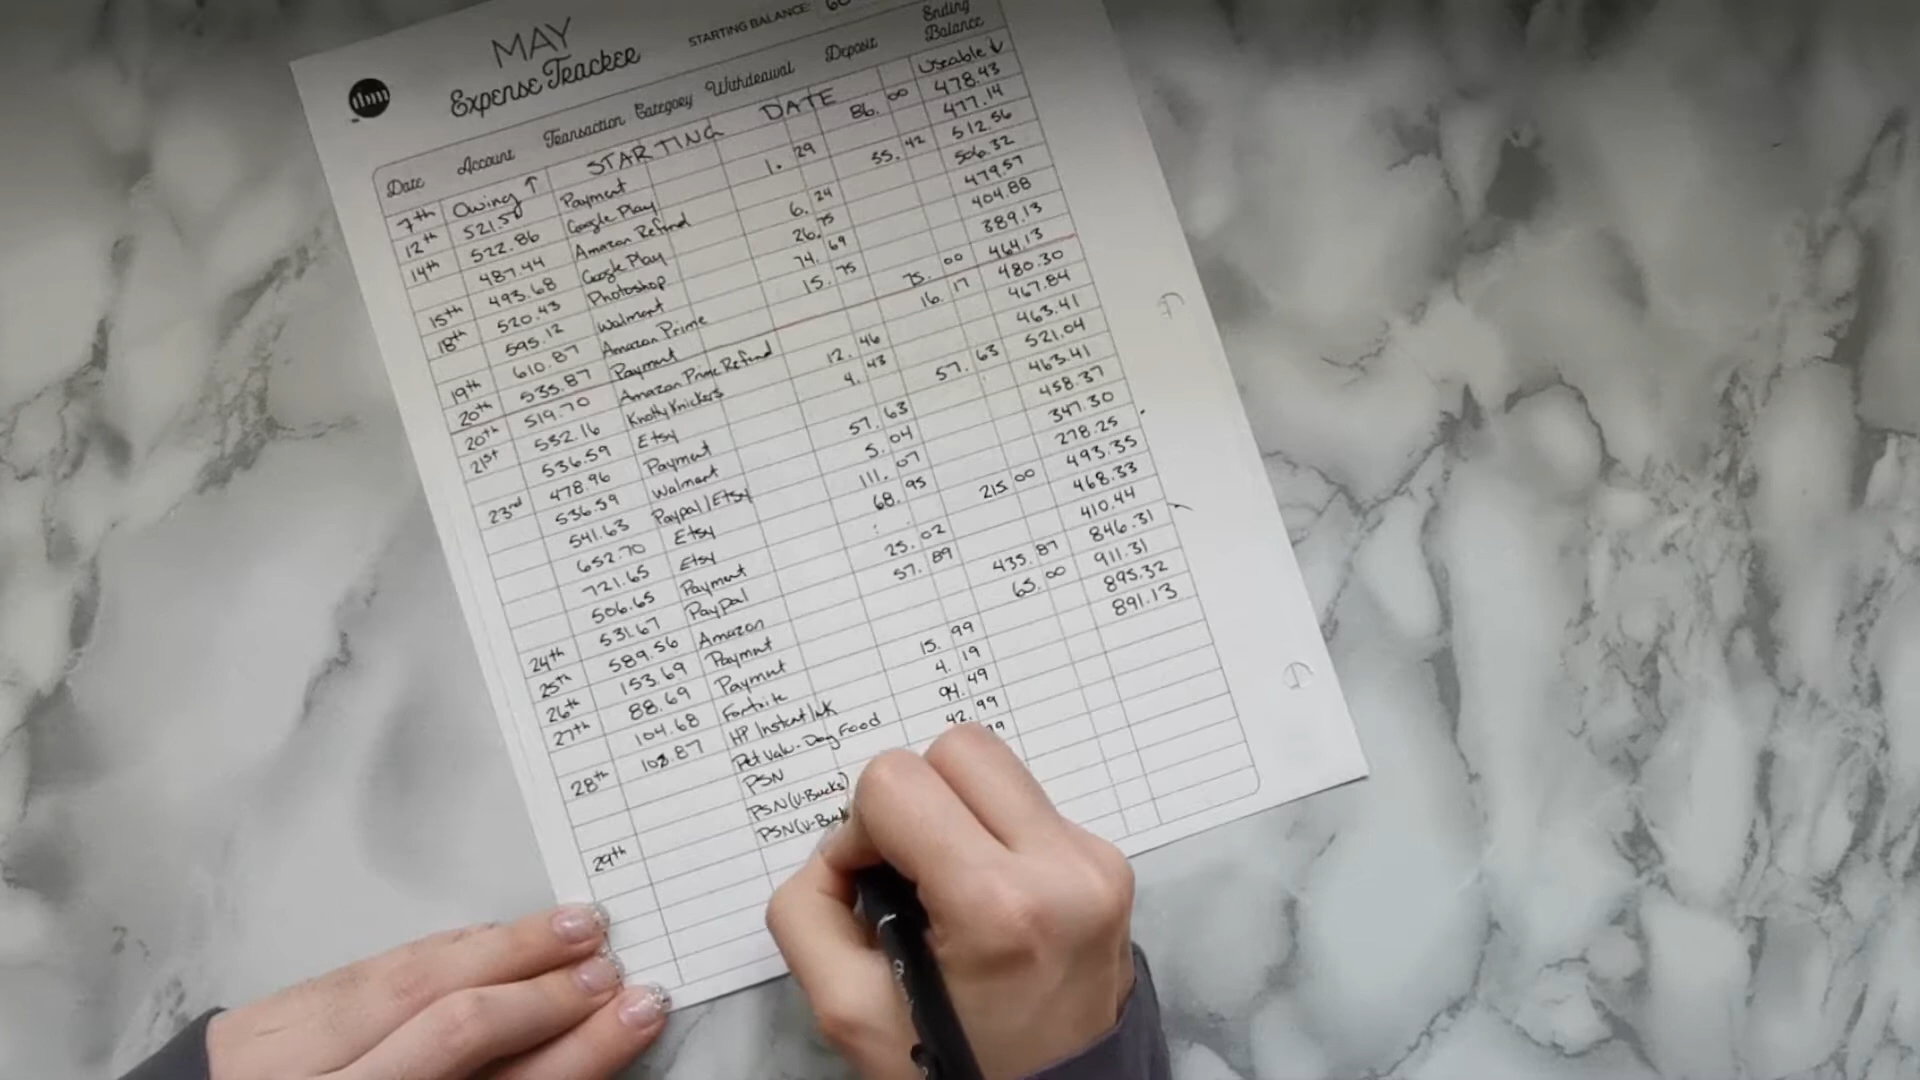 MAY
Expense Tracker
STARTING BALANCE:
Date Account Transaction Category Withdrawal Deposit Ending Balance
Owing ↑ STARTING DATE Useable ↓
7th 521.57 Payment 86.00 478.43
12th 522.86 Google Play 1.29 477.14
14th 487.44 Amazon Refund 55.42 512.56
493.68 Google Play 6.24 506.32
15th 520.43 Photoshop 26.75 479.57
18th 595.12 Walmart 74.69 404.88
610.87 Amazon Prime 15.75 389.13
19th 535.87 Payment 75.00 464.13
20th 519.70 Amazon Prime Refund 16.17 480.30
20th 532.16 Knotty Knickers 12.46 467.84
21st 536.59 Etsy 4.43 463.41
478.96 Payment 57.63 521.04
23rd 536.59 Walmart 57.63 463.41
541.63 Paypal/Etsy 5.04 458.37
652.70 Etsy 111.07 347.30
721.65 Etsy 68.95 278.25
506.65 Payment 215.00 493.35
531.67 PayPal 25.02 468.33
24th 589.56 Amazon 57.89 410.44
25th 153.69 Payment 435.87 846.31
26th 88.69 Payment 65.00 911.31
27th 104.68 Fortnite 15.99 895.32
108.87 HP Instant Ink 4.19 891.13
28th Pet Valu - Dog Food 94.49
PSN 42.99
PSN (V-Bucks)
29th PSN (V-Buck